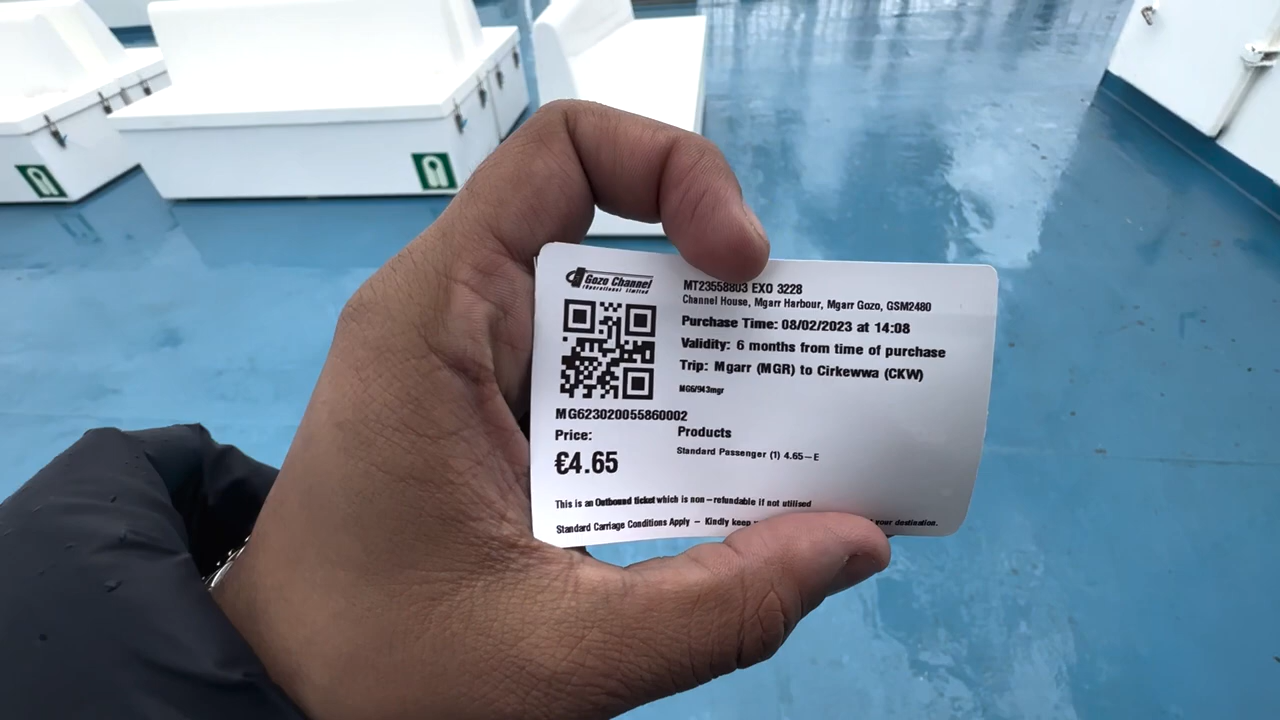 Gozo Channel
(Operations) Limited
MT23558803 EXO 3228
Channel House, Mgarr Harbour, Mgarr Gozo, GSM2480
Purchase Time: 08/02/2023 at 14:08
Validity: 6 months from time of purchase
Trip: Mgarr (MGR) to Cirkewwa (CKW)
MG6/943mgr
MG623020055860002
Price:
€4.65
Products
Standard Passenger (1) 4.65-E
This is an Outbound ticket which is non-refundable if not utilised
Standard Carriage Conditions Apply - Kindly keep your destination.